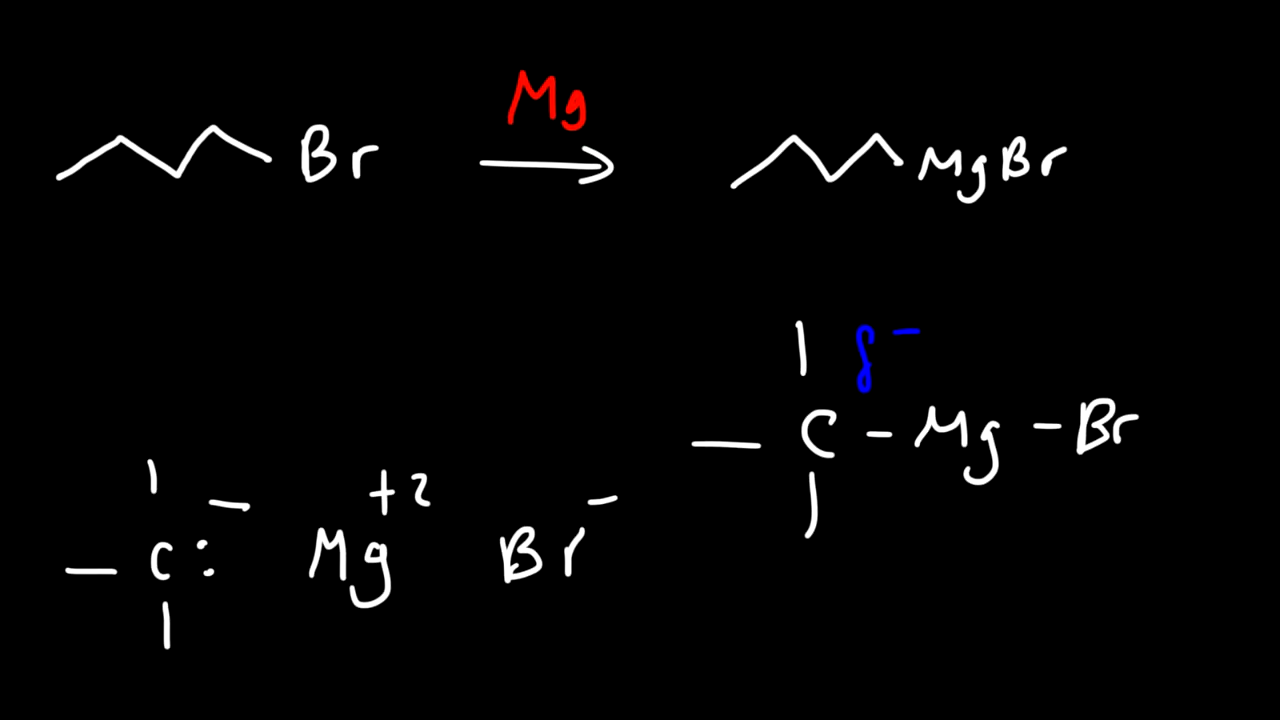 Mg
Br
MgBr
δ −
C - Mg - Br
− +2 −
C: Mg Br